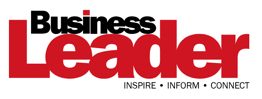 Business
Leader
INSPIRE • INFORM • CONNECT